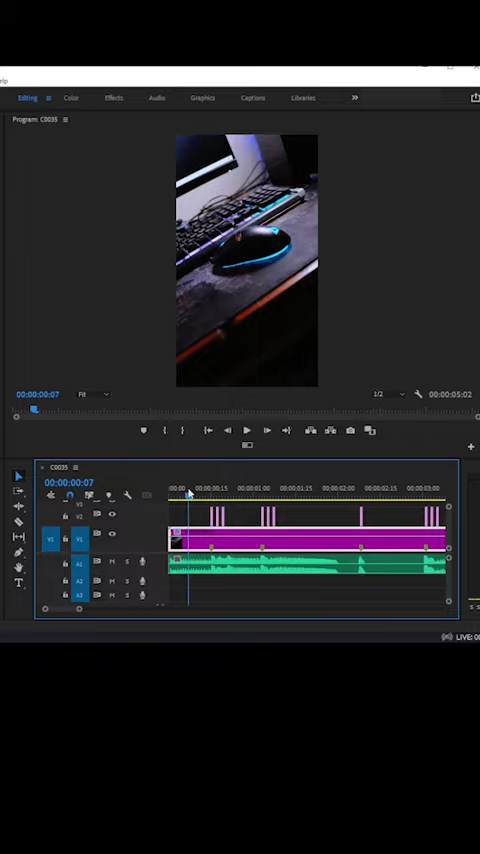 elp
Editing Color Effects Audio Graphics Captions Libraries
Program: C0035
00:00:00:07 Fit 1/2 00:00:05:02
C0035
00:00:00:07
:00:00 00:00:00:15 00:00:01:00 00:00:01:15 00:00:02:00 00:00:02:15 00:00:03:00
V3
V2
V1 V1
A1 M S
A2 M S
A3 M S
S S
LIVE: 00